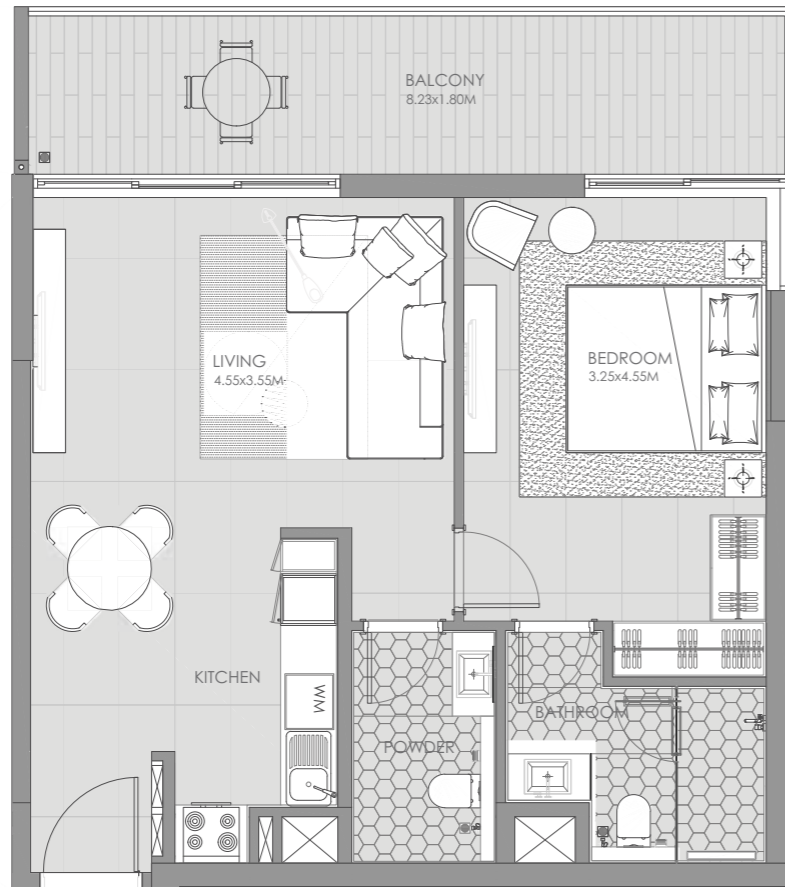 BALCONY
8.23x1.80M
LIVING
4.55x3.55M
BEDROOM
3.25x4.55M
KITCHEN
WM
POWDER
BATHROOM